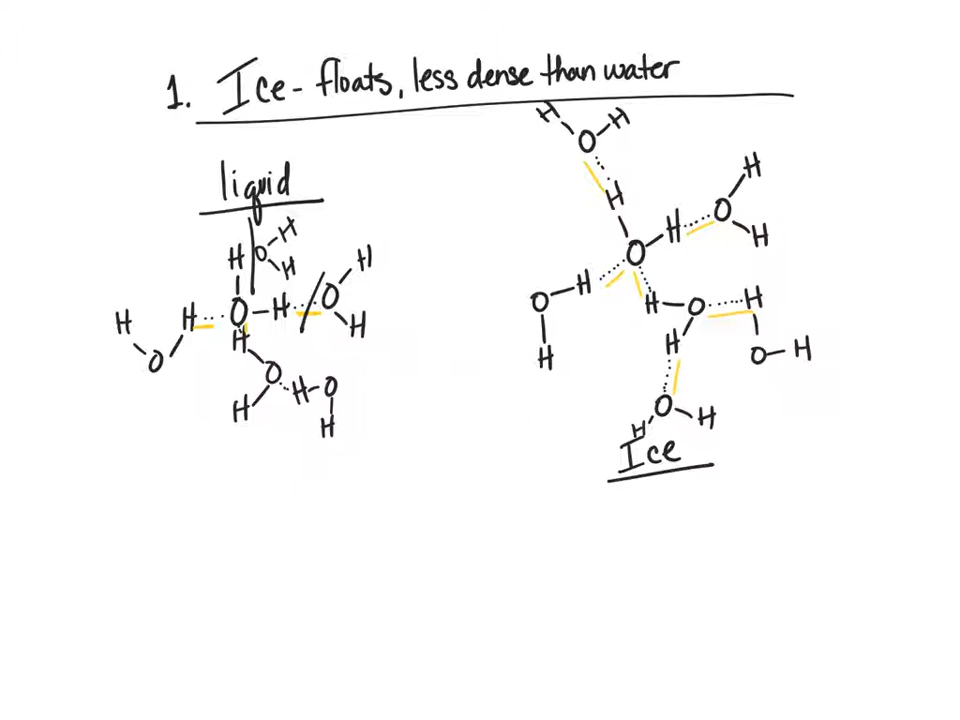 1. Ice - floats, less dense than water
liquid
H O H
H
H H O H
H H O H O
O H H
H
O H O
H H
H O H
H
O H
H
H O
O H
H O
H
H O H
H
H O H
O H
H
Ice